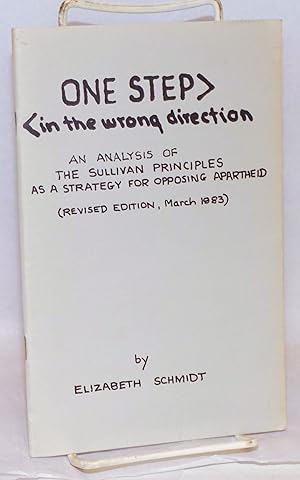 ONE STEP>
<in the wrong direction
AN ANALYSIS OF
THE SULLIVAN PRINCIPLES
AS A STRATEGY FOR OPPOSING APARTHEID
(REVISED EDITION, March 1983)
by
ELIZABETH SCHMIDT